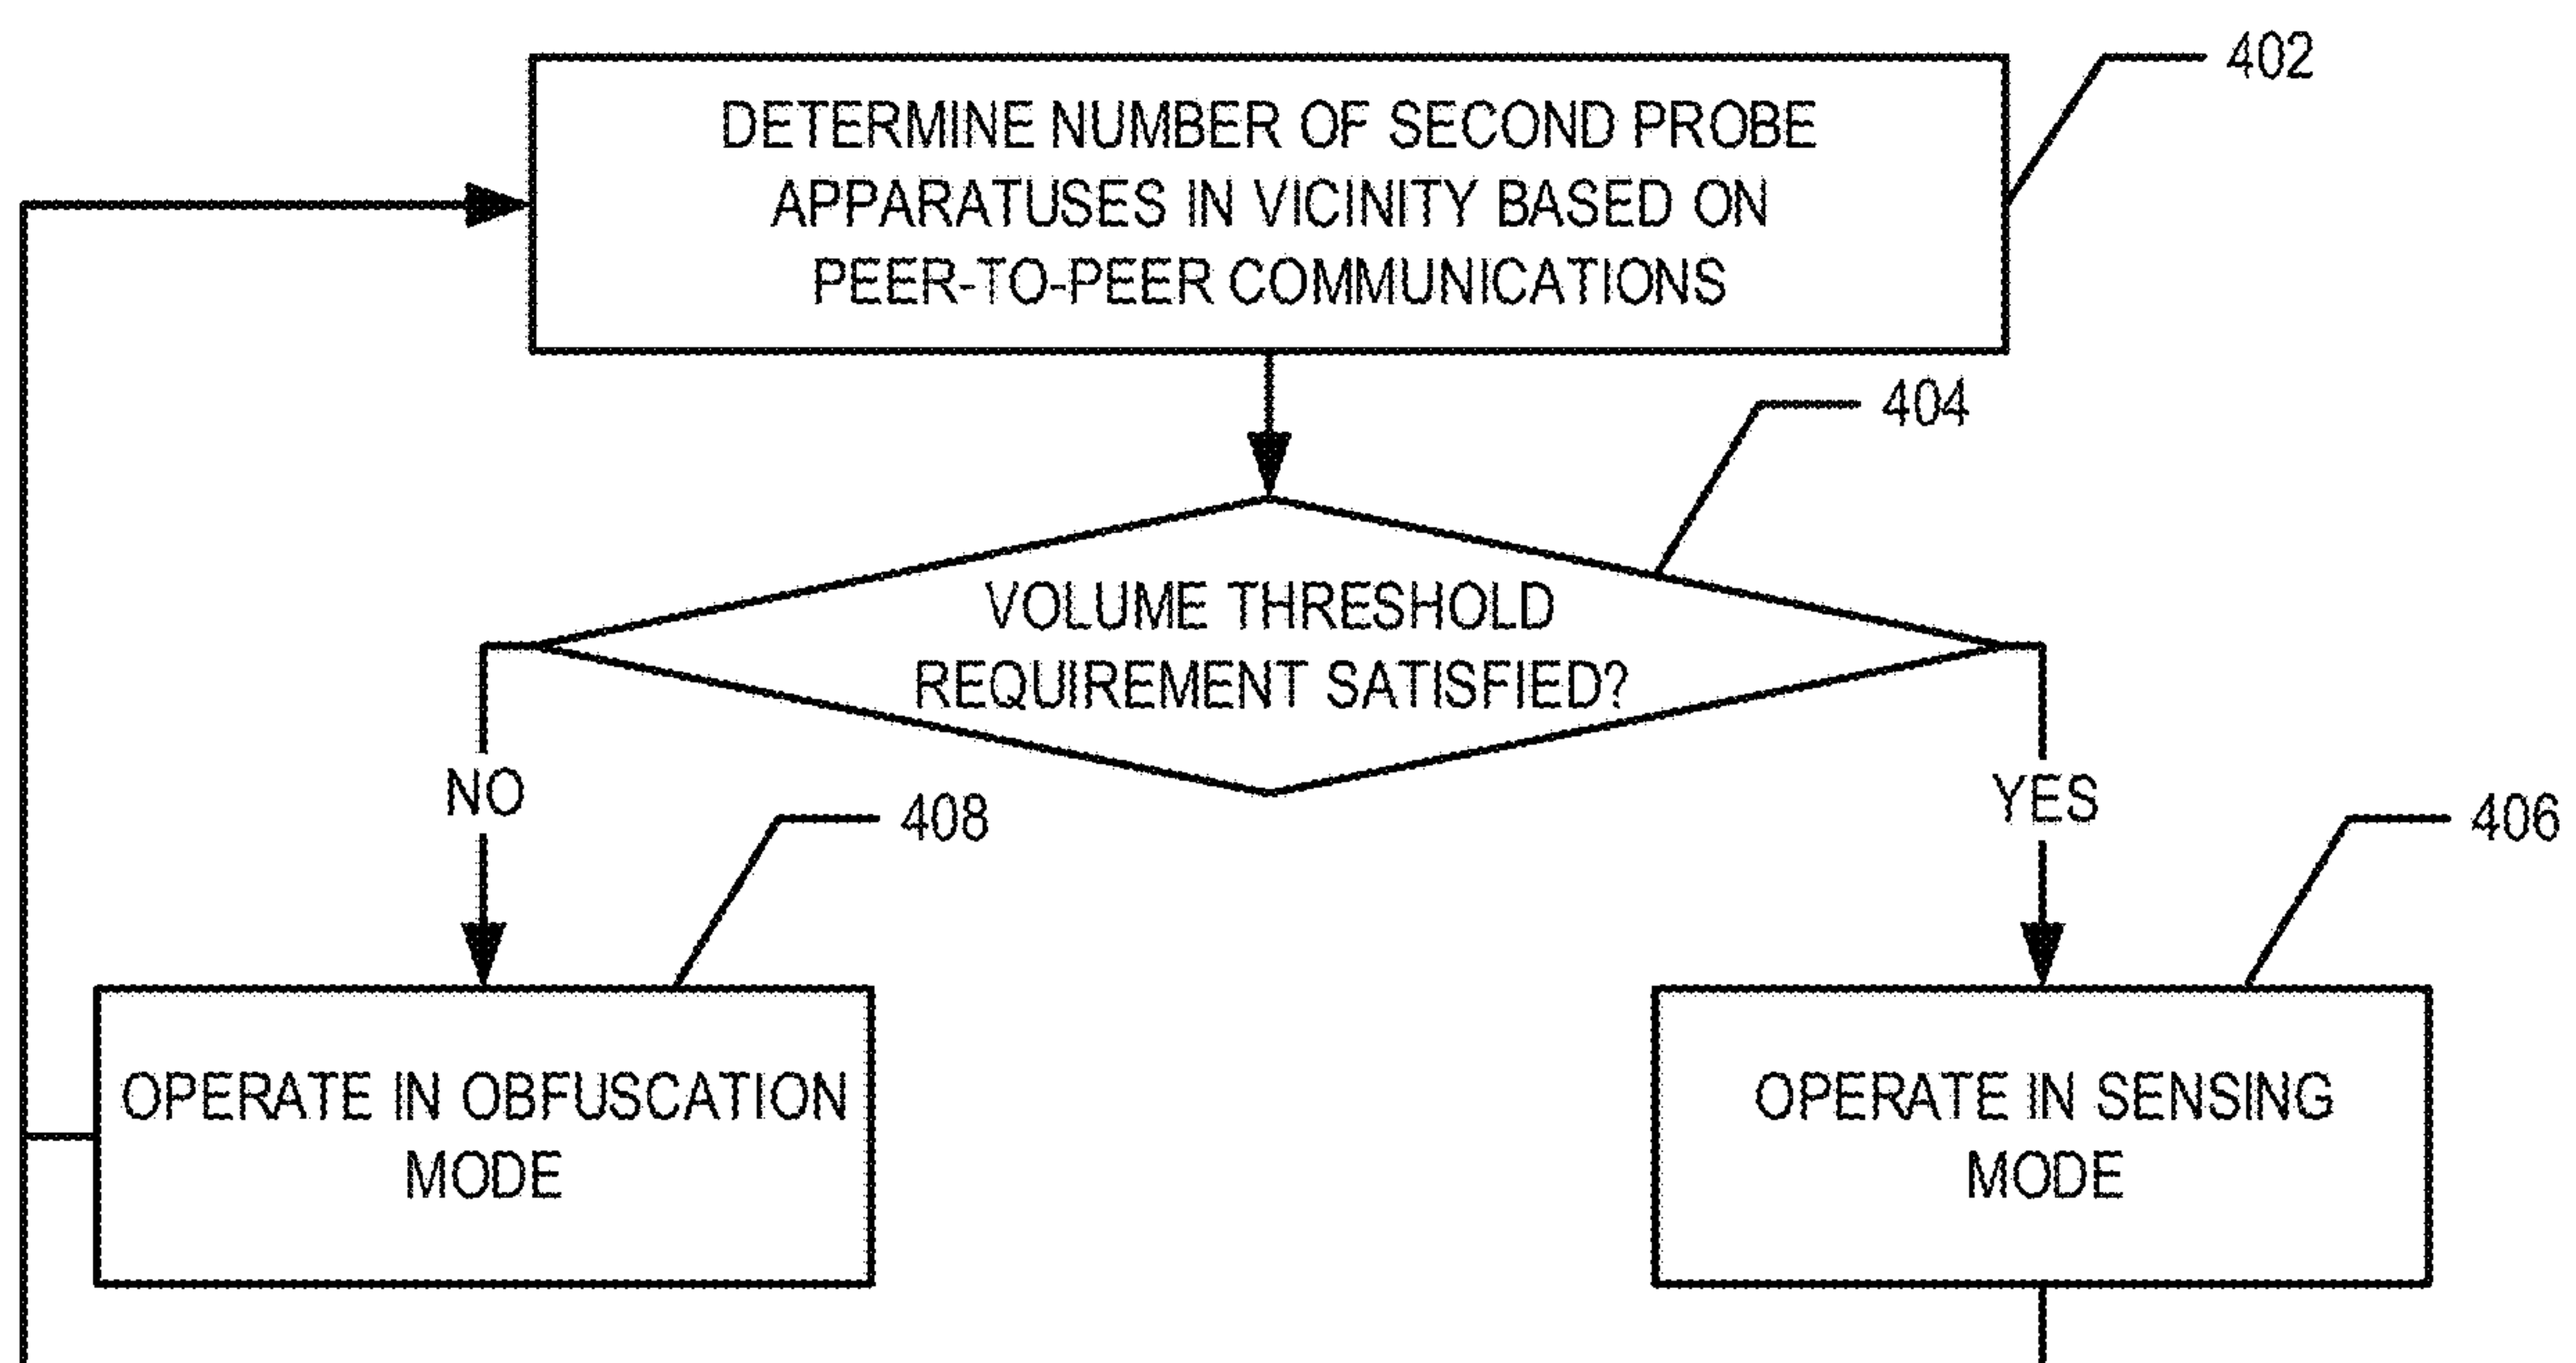 402
DETERMINE NUMBER OF SECOND PROBE
APPARATUSES IN VICINITY BASED ON
PEER-TO-PEER COMMUNICATIONS
404
VOLUME THRESHOLD
REQUIREMENT SATISFIED?
NO
YES
408
406
OPERATE IN OBFUSCATION
MODE
OPERATE IN SENSING
MODE